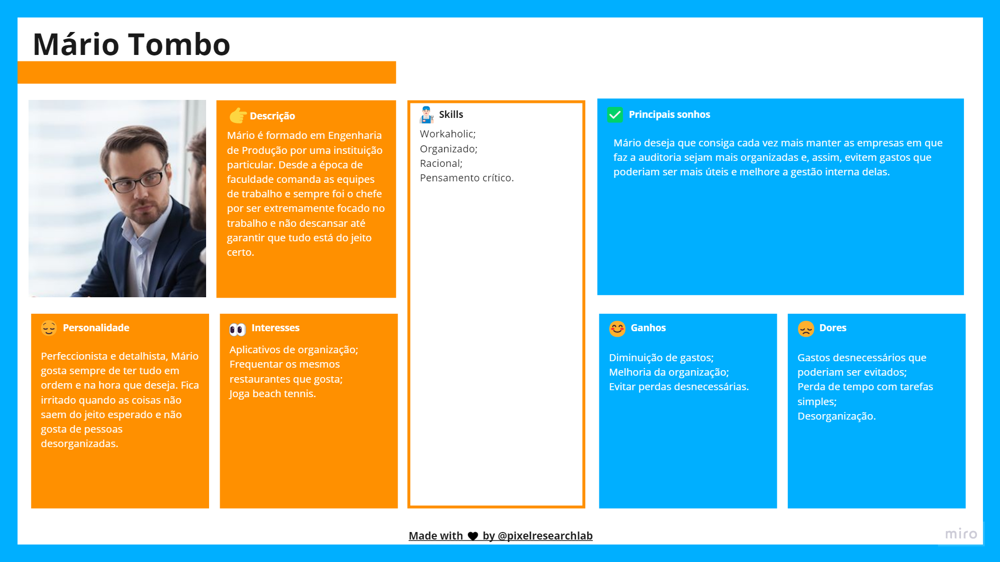 Mário Tombo
Descrição
Mário é formado em Engenharia
de Produção por uma instituição
particular. Desde a época de
faculdade comanda as equipes
de trabalho e sempre foi o chefe
por ser extremamente focado no
trabalho e não descansar até
garantir que tudo está do jeito
certo.
Skills
Workaholic;
Organizado;
Racional;
Pensamento crítico.
Principais sonhos
Mário deseja que consiga cada vez mais manter as empresas em que
faz a auditoria sejam mais organizadas e, assim, evitem gastos que
poderiam ser mais úteis e melhore a gestão interna delas.
Personalidade
Perfeccionista e detalhista, Mário
gosta sempre de ter tudo em
ordem e na hora que deseja. Fica
irritado quando as coisas não
saem do jeito esperado e não
gosta de pessoas
desorganizadas.
Interesses
Aplicativos de organização;
Frequentar os mesmos
restaurantes que gosta;
Joga beach tennis.
Ganhos
Diminuição de gastos;
Melhoria da organização;
Evitar perdas desnecessárias.
Dores
Gastos desnecessários que
poderiam ser evitados;
Perda de tempo com tarefas
simples;
Desorganização.
Made with 🖤 by @pixelresearchlab
miro